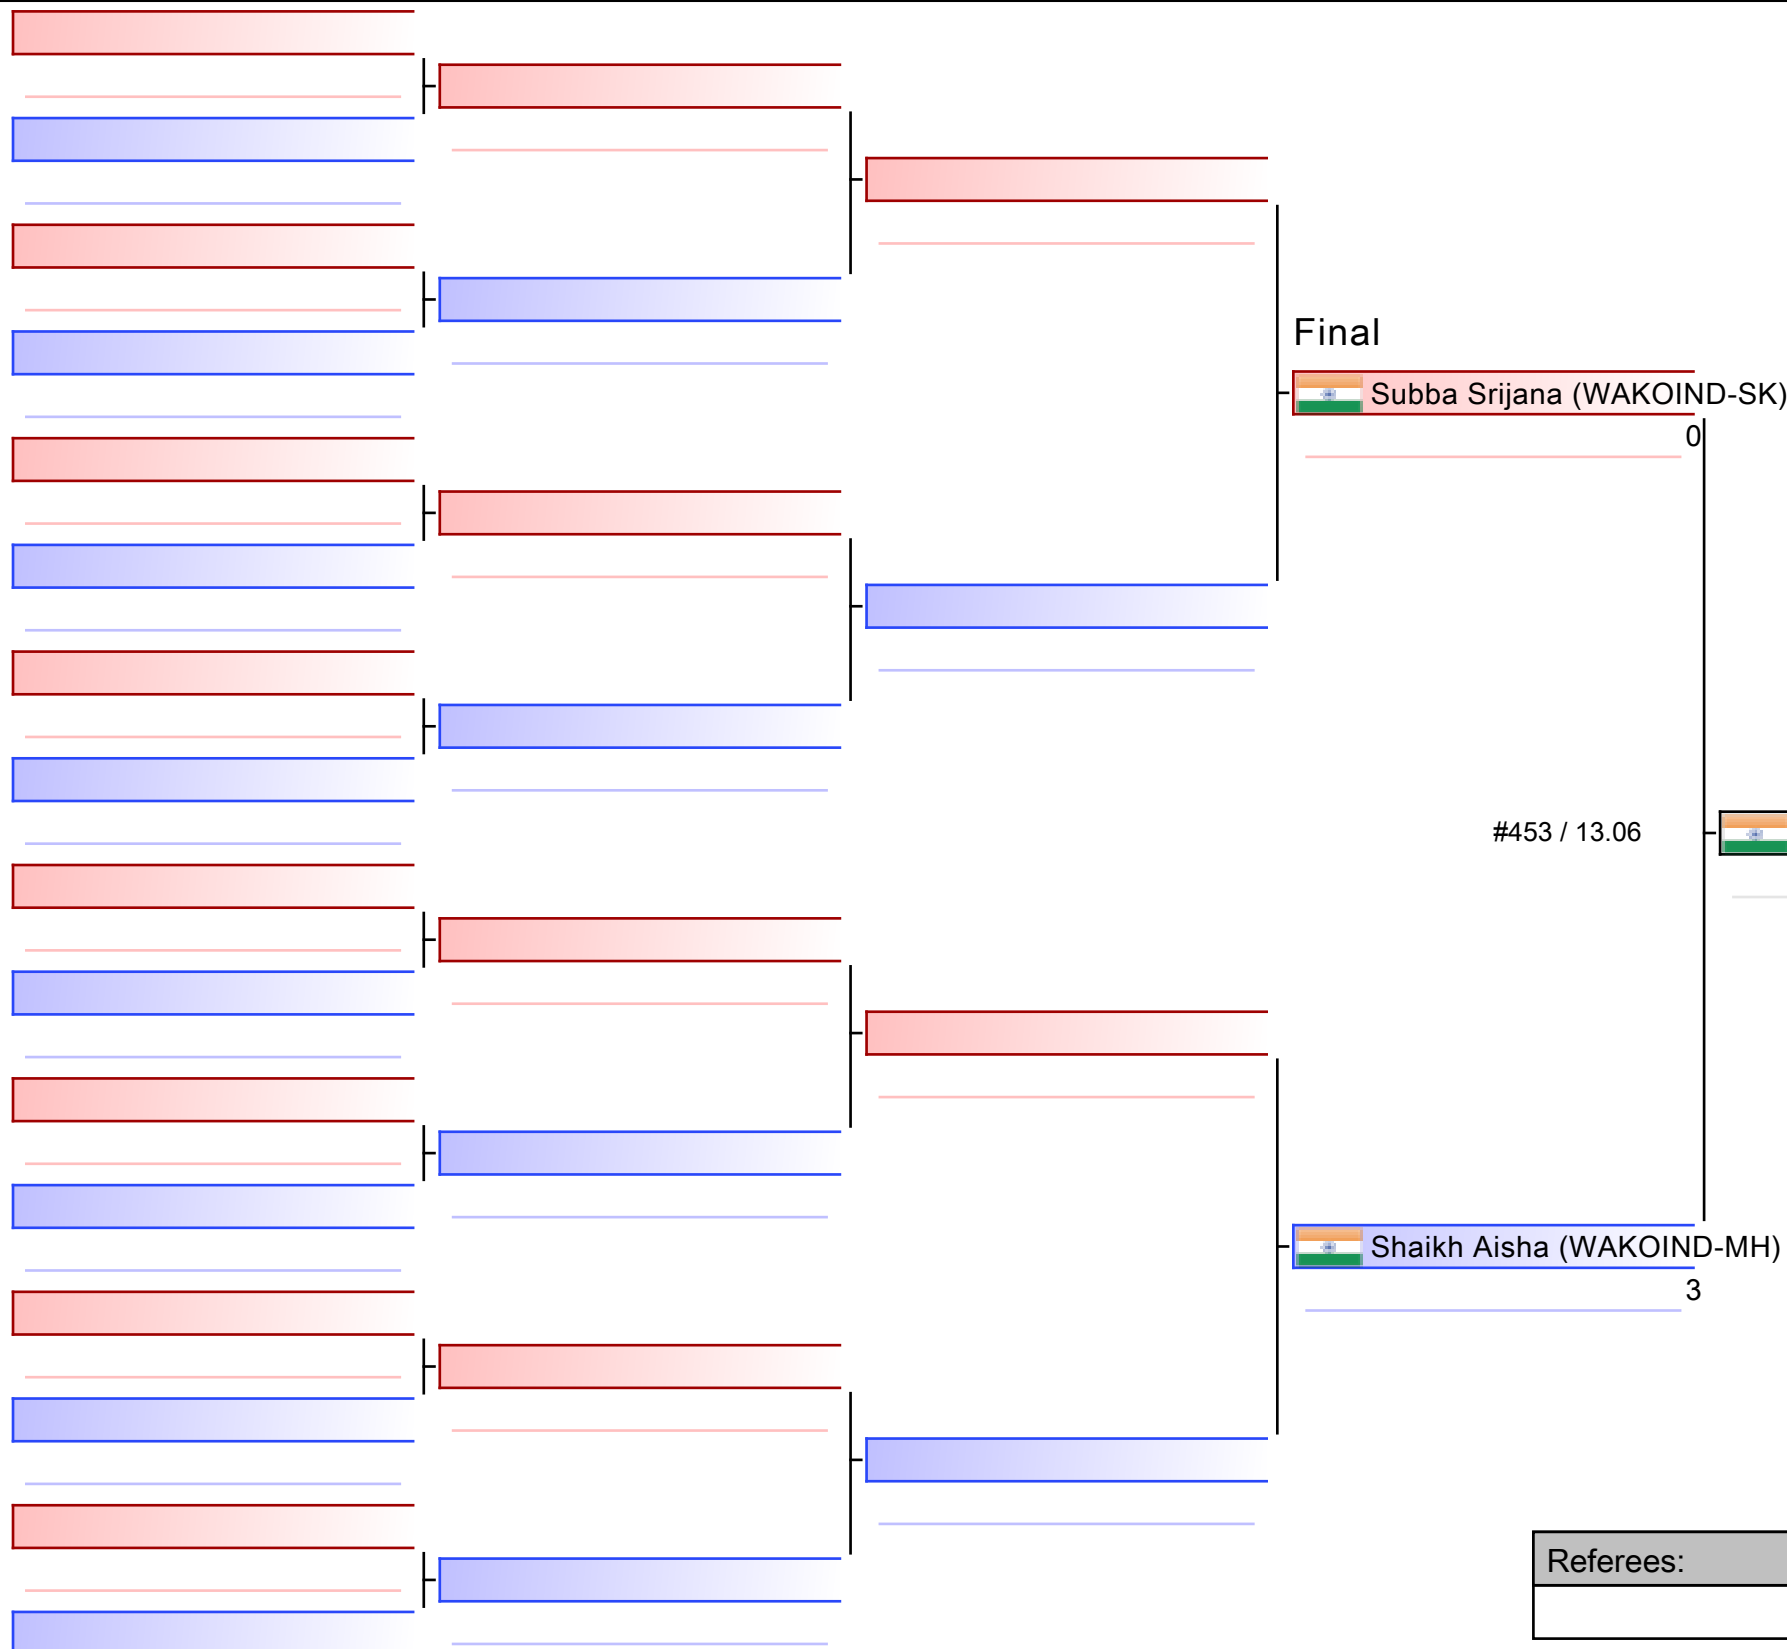 Final
Subba Srijana (WAKOIND-SK)
0
#453 / 13.06
Shaikh Aisha (WAKOIND-MH)
3
Referees: